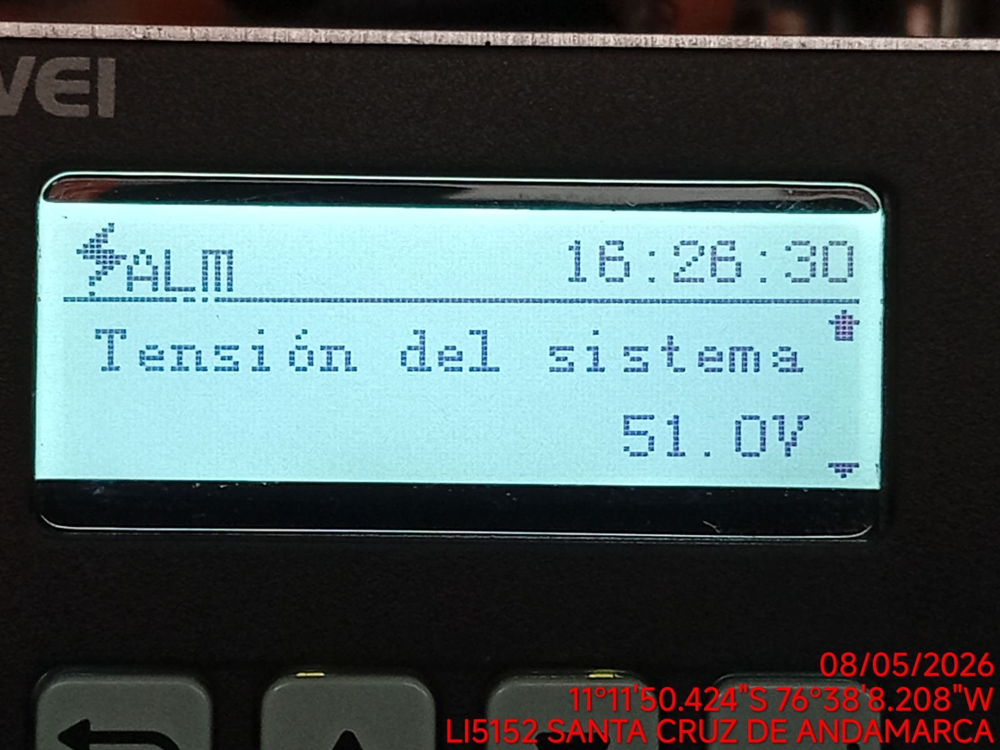 WEI
ALM 16:26:30
Tensión del sistema
51.0V
08/05/2026
11°11'50.424"S 76°38'8.208"W
LI5152 SANTA CRUZ DE ANDAMARCA